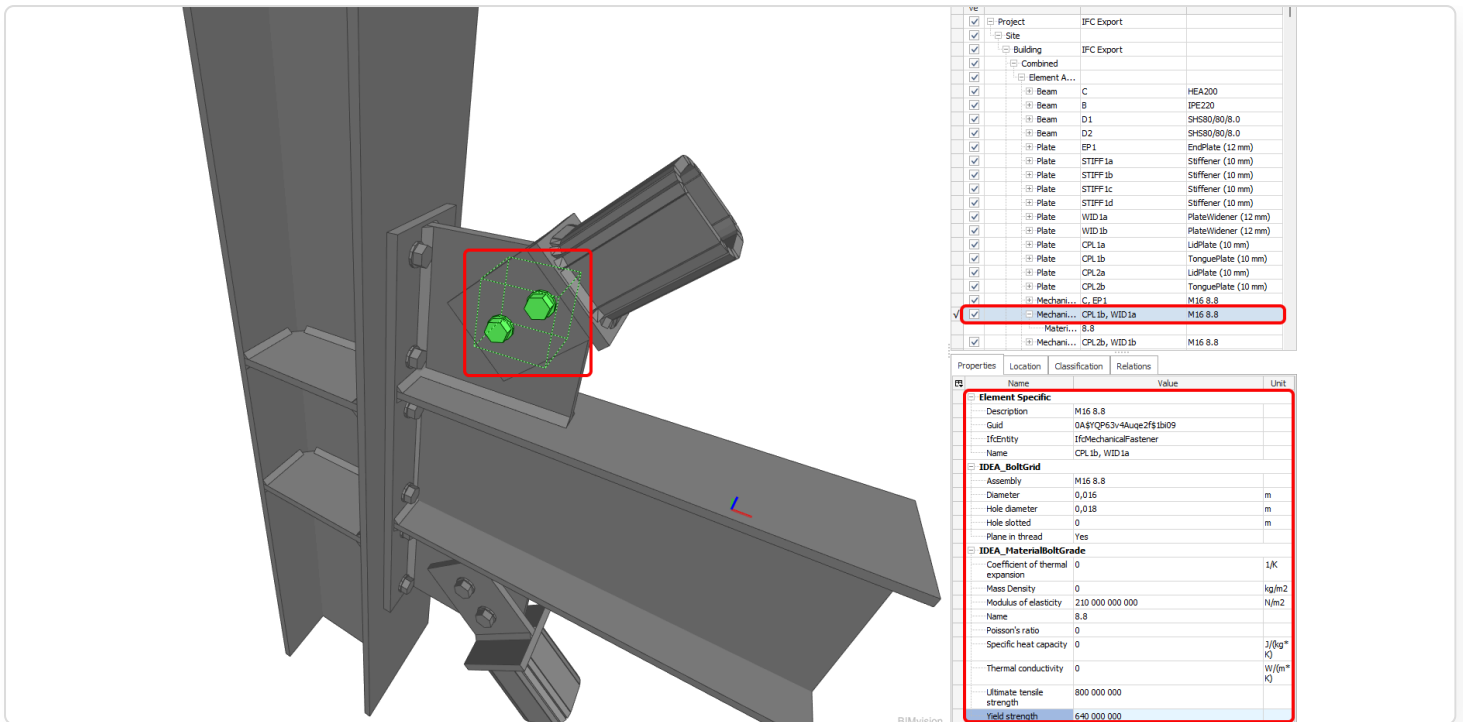 ve
Project IFC Export
Site
Building IFC Export
Combined
Element A...
Beam C HEA200
Beam B IPE220
Beam D1 SHS80/80/8.0
Beam D2 SHS80/80/8.0
Plate EP1 EndPlate (12 mm)
Plate STIFF1a Stiffener (10 mm)
Plate STIFF1b Stiffener (10 mm)
Plate STIFF1c Stiffener (10 mm)
Plate STIFF1d Stiffener (10 mm)
Plate WID1a PlateWidener (12 mm)
Plate WID1b PlateWidener (12 mm)
Plate CPL1a LidPlate (10 mm)
Plate CPL1b TonguePlate (10 mm)
Plate CPL2a LidPlate (10 mm)
Plate CPL2b TonguePlate (10 mm)
Mechani... C, EP1 M16 8.8
Mechani... CPL1b, WID1a M16 8.8
Materi... 8.8
Mechani... CPL2b, WID1b M16 8.8
Properties Location Classification Relations
Name Value Unit
Element Specific
Description M16 8.8
Guid 0A$YQP63v4Auqe2f$1bi09
IfcEntity IfcMechanicalFastener
Name CPL1b, WID1a
IDEA_BoltGrid
Assembly M16 8.8
Diameter 0,016 m
Hole diameter 0,018 m
Hole slotted 0 m
Plane in thread Yes
IDEA_MaterialBoltGrade
Coefficient of thermal 0 1/K
expansion
Mass Density 0 kg/m2
Modulus of elasticity 210 000 000 000 N/m2
Name 8.8
Poisson's ratio 0
Specific heat capacity 0 J/(kg*
K)
Thermal conductivity 0 W/(m*
K)
Ultimate tensile 800 000 000
strength
Yield strength 640 000 000
BIMvision